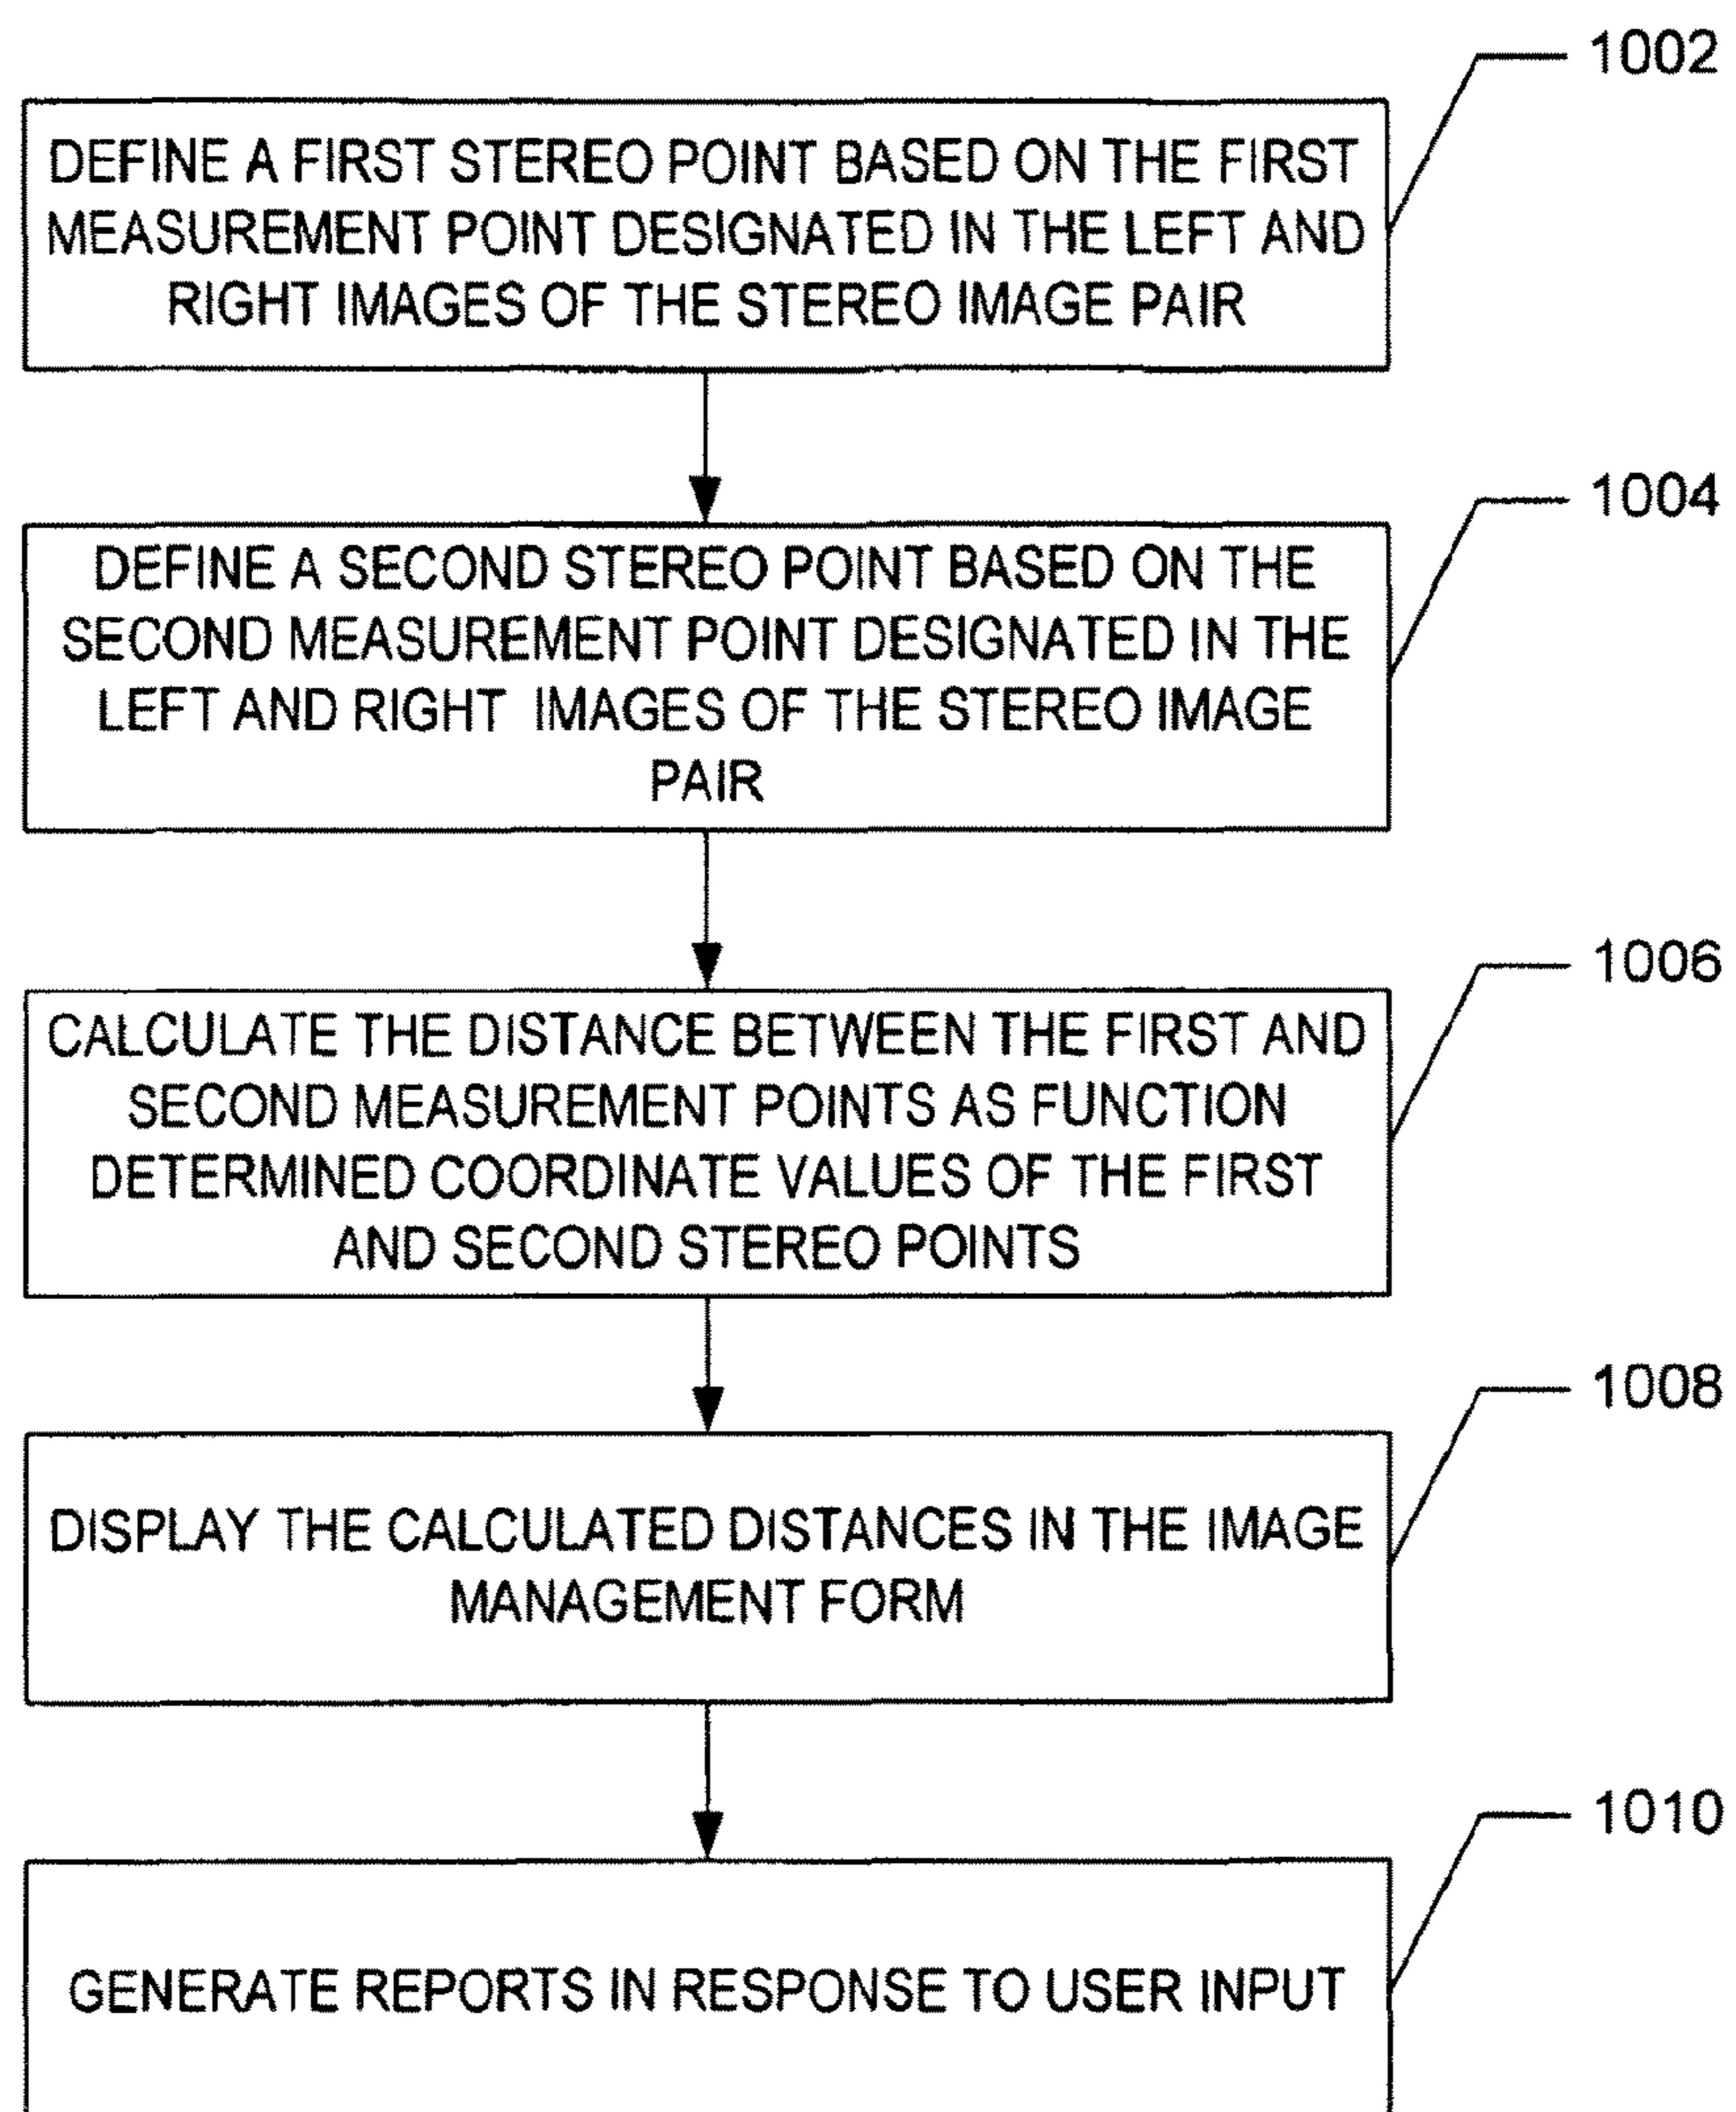 1002
DEFINE A FIRST STEREO POINT BASED ON THE FIRST
MEASUREMENT POINT DESIGNATED IN THE LEFT AND
RIGHT IMAGES OF THE STEREO IMAGE PAIR
1004
DEFINE A SECOND STEREO POINT BASED ON THE
SECOND MEASUREMENT POINT DESIGNATED IN THE
LEFT AND RIGHT IMAGES OF THE STEREO IMAGE
PAIR
1006
CALCULATE THE DISTANCE BETWEEN THE FIRST AND
SECOND MEASUREMENT POINTS AS FUNCTION
DETERMINED COORDINATE VALUES OF THE FIRST
AND SECOND STEREO POINTS
1008
DISPLAY THE CALCULATED DISTANCES IN THE IMAGE
MANAGEMENT FORM
1010
GENERATE REPORTS IN RESPONSE TO USER INPUT